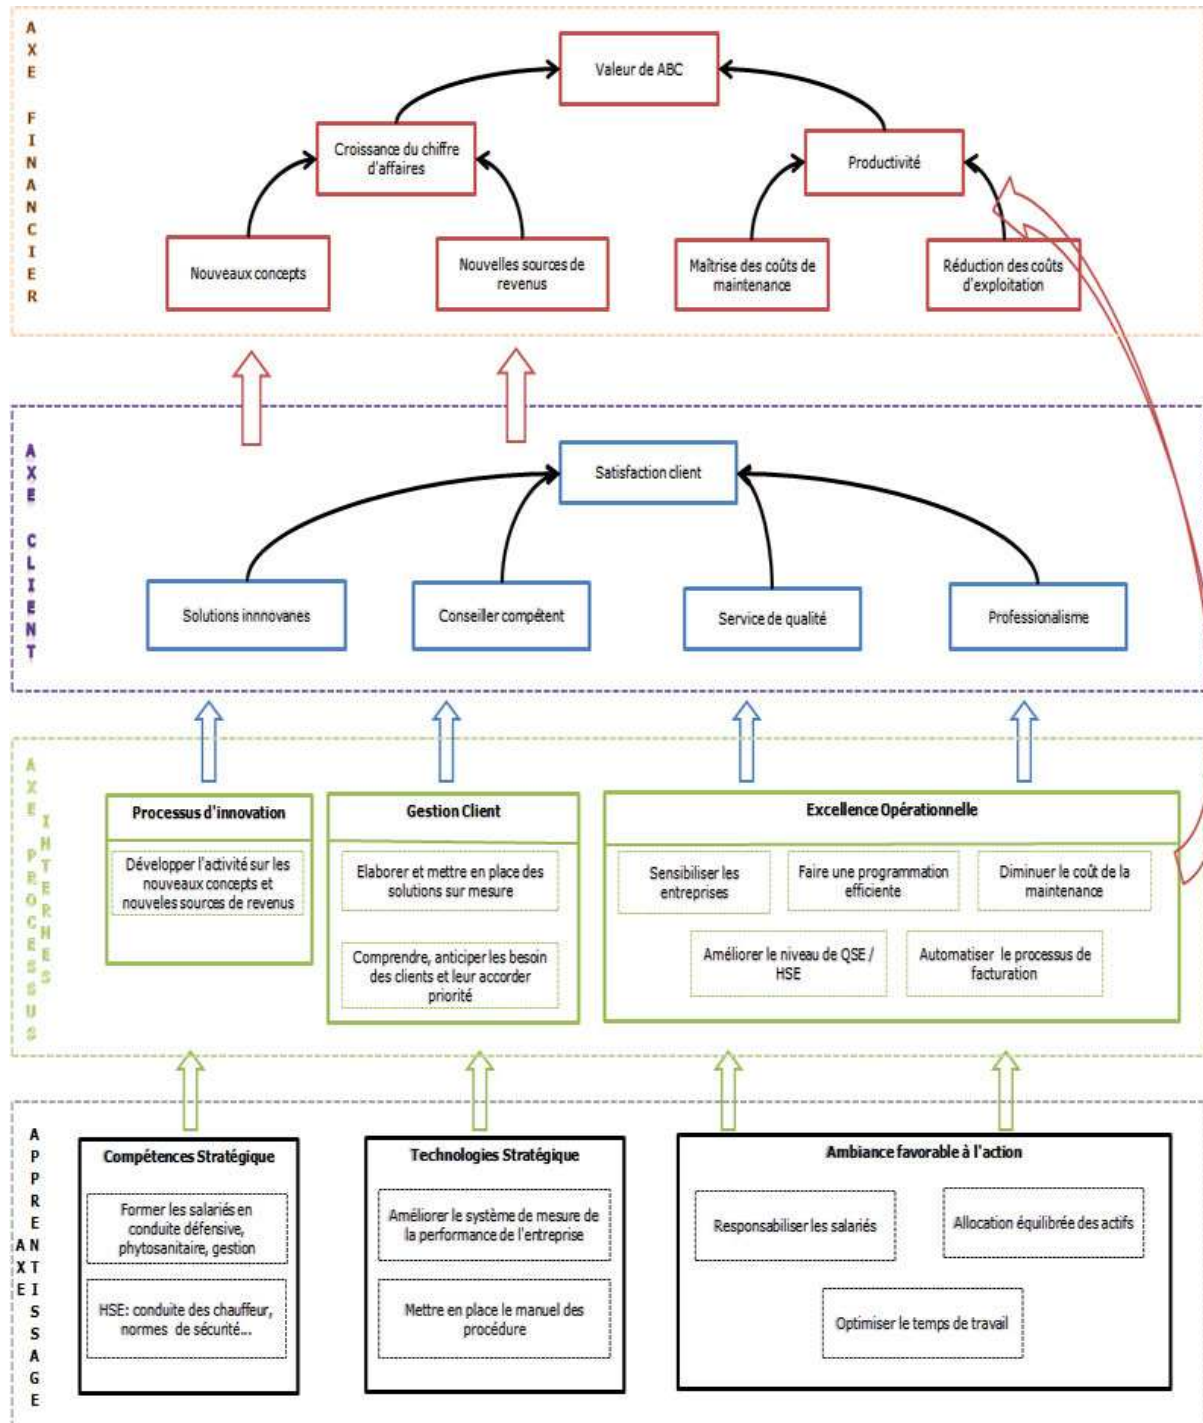 AXE FINANCIER
Valeur de ABC
Croissance du chiffre
d'affaires
Productivité
Nouveaux concepts
Nouvelles sources de
revenus
Maîtrise des coûts de
maintenance
Réduction des coûts
d'exploitation
AXE CLIENT
Satisfaction client
Solutions innnovanes
Conseiller compétent
Service de qualité
Professionalisme
AXE PROCESSUS
INTERNES
Processus d'innovation
Développer l'activité sur les
nouveaux concepts et
nouveles sources de revenus
Gestion Client
Elaborer et mettre en place des
solutions sur mesure
Comprendre, anticiper les besoin
des clients et leur accorder
priorité
Excellence Opérationnelle
Sensibiliser les
entreprises
Faire une programmation
efficiente
Diminuer le coût de la
maintenance
Améliorer le niveau de QSE /
HSE
Automatiser le processus de
facturation
AXE
APPRENTISSAGE
Compétences Stratégique
Former les salariés en
conduite défensive,
phytosanitaire, gestion
HSE: conduite des chauffeur,
normes de sécurité...
Technologies Stratégique
Améliorer le système de mesure de
la performance de l'entreprise
Mettre en place le manuel des
procédure
Ambiance favorable à l'action
Responsabiliser les salariés
Allocation équilibrée des actifs
Optimiser le temps de travail